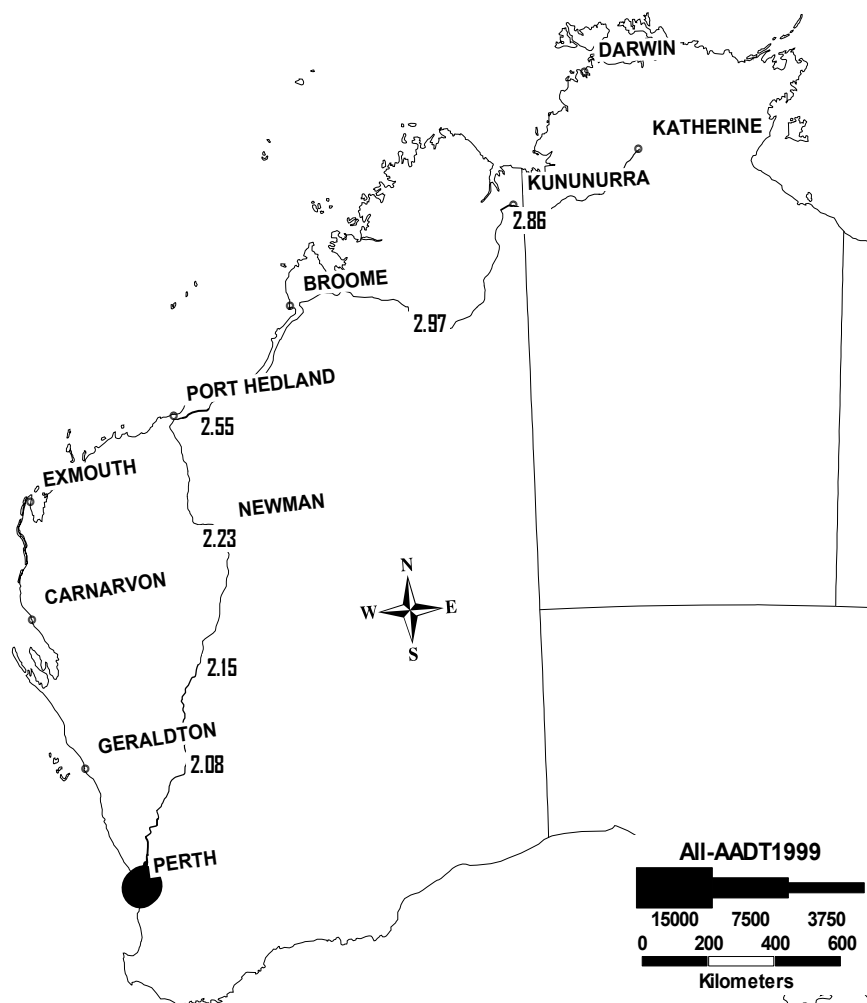 DARWIN
KATHERINE
KUNUNURRA
2.86
BROOME
2.97
PORT HEDLAND
2.55
EXMOUTH
NEWMAN
2.23
CARNARVON
N
W E
S
2.15
GERALDTON
2.08
PERTH
All-AADT1999
15000 7500 3750
0 200 400 600
Kilometers